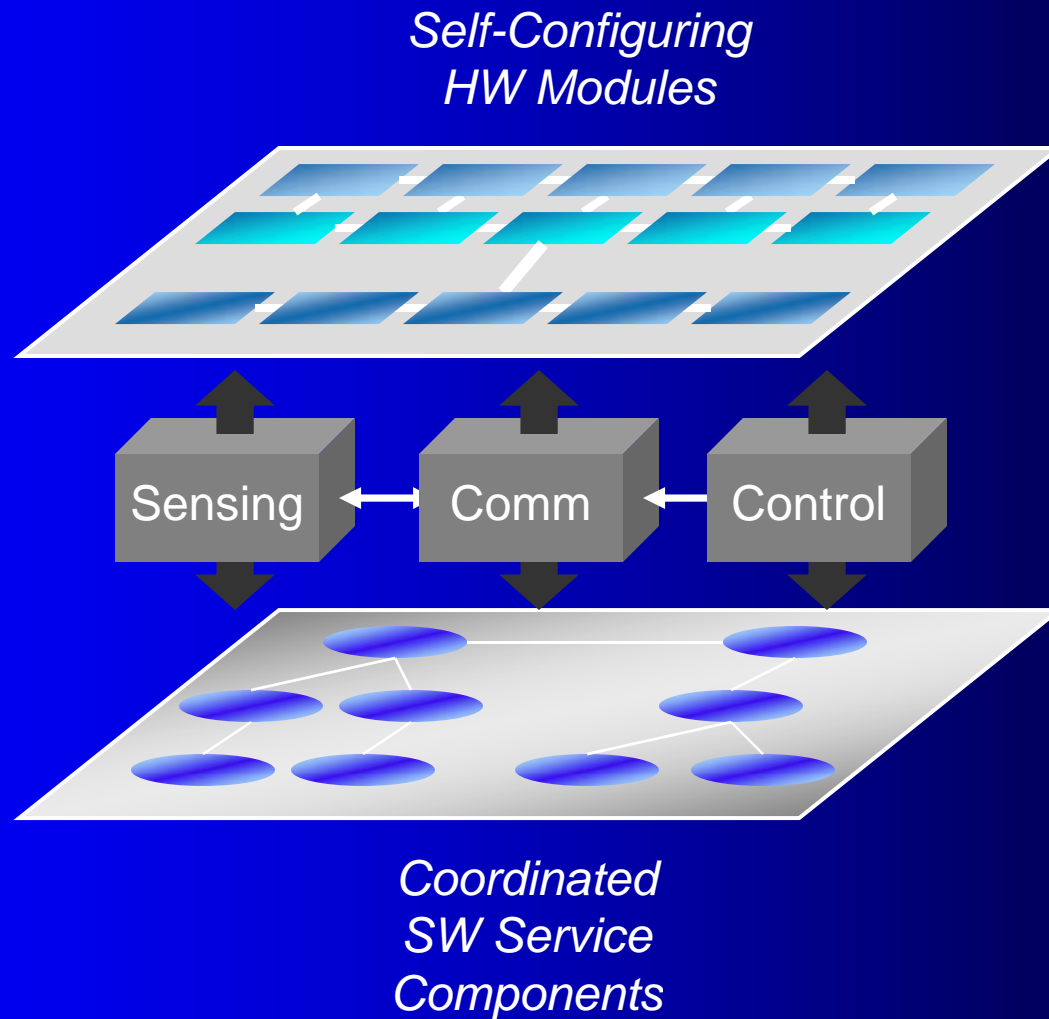 Self-Configuring
HW Modules
Sensing
Comm
Control
Coordinated
SW Service
Components